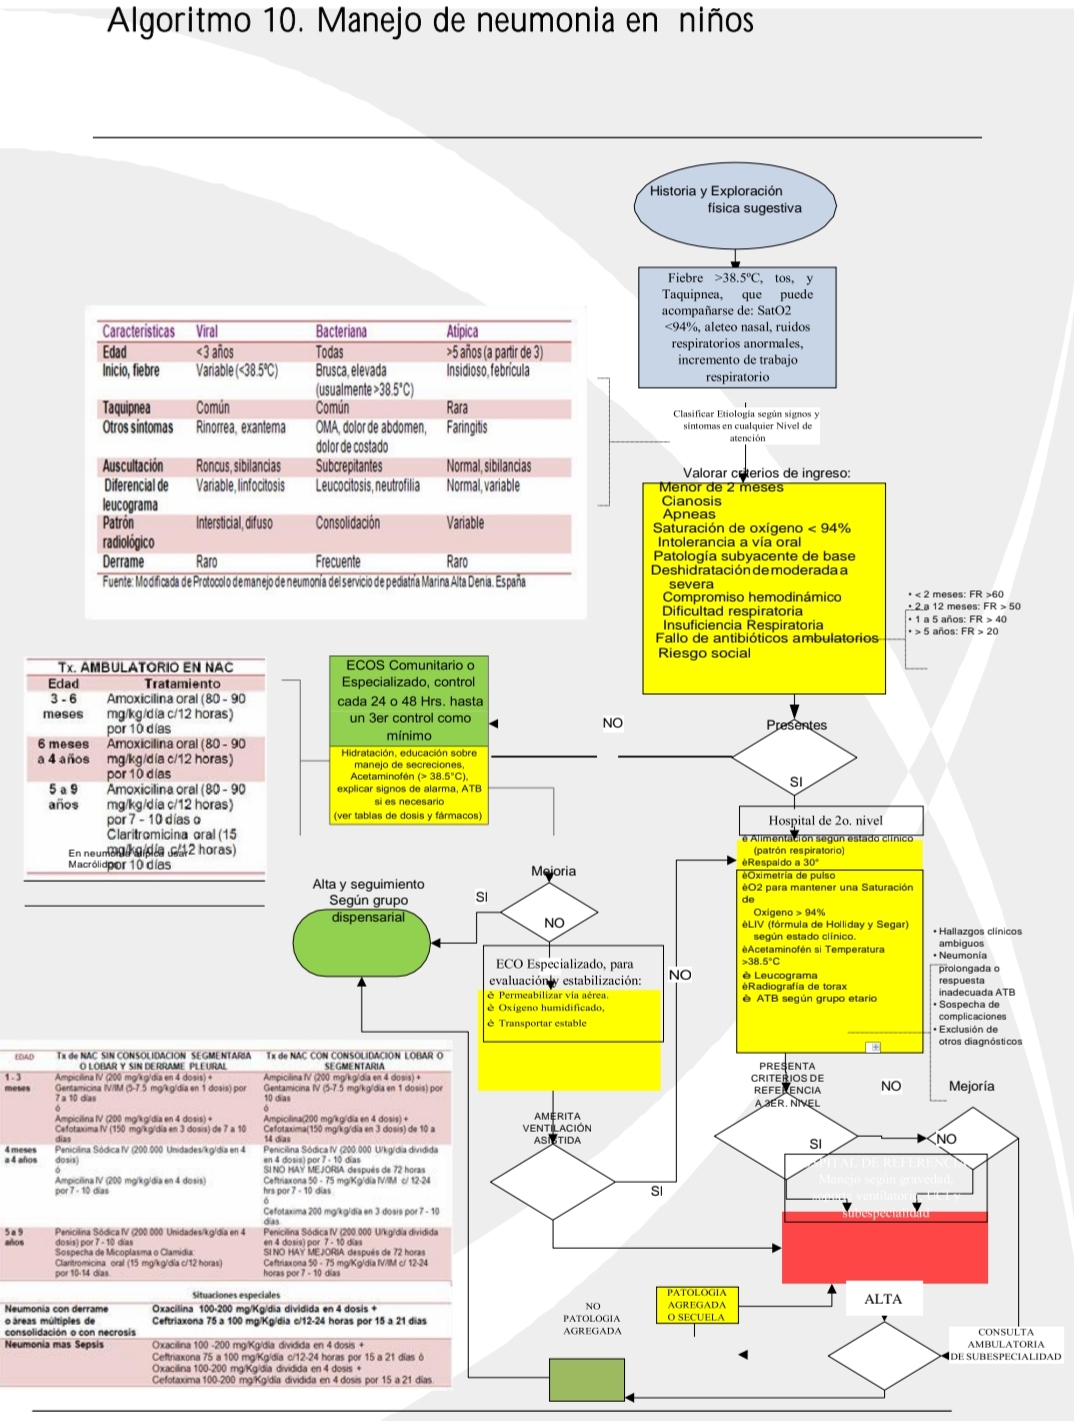 Algoritmo 10. Manejo de neumonia en niños
Historia y Exploración
física sugestiva
Fiebre >38.5ºC, tos, y
Taquipnea, que puede
acompañarse de: SatO2
<94%, aleteo nasal, ruidos
respiratorios anormales,
incremento de trabajo
respiratorio
Clasificar Etiología según signos y
síntomas en cualquier Nivel de
atención
Características Viral Bacteriana Atípica
Edad <3 años Todas >5 años (a partir de 3)
Inicio, fiebre Variable (<38.5ºC) Brusca, elevada Insidioso, febrícula
(usualmente >38.5°C)
Taquipnea Común Común Rara
Otros síntomas Rinorrea, exantema OMA, dolor de abdomen, Faringitis
dolor de costado
Auscultación Roncus, sibilancias Subcrepitantes Normal, sibilancias
Diferencial de Variable, linfocitosis Leucocitosis, neutrofilia Normal, variable
leucograma
Patrón Intersticial, difuso Consolidación Variable
radiológico
Derrame Raro Frecuente Raro
Fuente: Modificada de Protocolo de manejo de neumonía del servicio de pediatría Marina Alta Denia. España
Valorar criterios de ingreso:
Menor de 2 meses
Cianosis
Apneas
Saturación de oxígeno < 94%
Intolerancia a vía oral
Patología subyacente de base
Deshidratación de moderada a
severa
Compromiso hemodinámico
Dificultad respiratoria
Insuficiencia Respiratoria
Fallo de antibióticos ambulatorios
Riesgo social
• < 2 meses: FR >60
• 2 a 12 meses: FR > 50
• 1 a 5 años: FR > 40
• > 5 años: FR > 20
Tx. AMBULATORIO EN NAC
Edad Tratamiento
3 - 6 Amoxicilina oral (80 - 90
meses mg/kg/día c/12 horas)
por 10 días
6 meses Amoxicilina oral (80 - 90
a 4 años mg/kg/día c/12 horas)
por 10 días
5 a 9 Amoxicilina oral (80 - 90
años mg/kg/día c/12 horas)
por 7 - 10 días o
Claritromicina oral (15
mg/kg/día c/12 horas)
por 10 días
En neumonía atípica usar
Macrólidos
ECOS Comunitario o
Especializado, control
cada 24 o 48 Hrs. hasta
un 3er control como
mínimo
Hidratación, educación sobre
manejo de secreciones,
Acetaminofén (> 38.5°C),
explicar signos de alarma, ATB
si es necesario
(ver tablas de dosis y fármacos)
NO
Presentes
SI
Hospital de 2o. nivel
è Alimentación según estado clínico
(patrón respiratorio)
èRespaldo a 30°
èOximetría de pulso
èO2 para mantener una Saturación
de
Oxígeno > 94%
èLIV (fórmula de Holliday y Segar)
según estado clínico.
èAcetaminofén si Temperatura
>38.5°C
è Leucograma
èRadiografía de torax
è ATB según grupo etario
• Hallazgos clínicos
ambiguos
• Neumonía
prolongada o
respuesta
inadecuada ATB
• Sospecha de
complicaciones
• Exclusión de
otros diagnósticos
Mejoria
SI
NO
Alta y seguimiento
Según grupo
dispensarial
ECO Especializado, para
evaluación y estabilización:
è Permeabilizar vía aérea.
è Oxígeno humidificado,
è Transportar estable
NO
AMERITA
VENTILACIÓN
ASISTIDA
SI
PRESENTA
CRITERIOS DE
REFERENCIA
A 3ER. NIVEL
NO
Mejoría
SI
NO
HOSPITAL DE REFERENCIA
Manejo según gravedad,
subespecialidad
EDAD Tx de NAC SIN CONSOLIDACION SEGMENTARIA Tx de NAC CON CONSOLIDACION LOBAR O
O LOBAR Y SIN DERRAME PLEURAL SEGMENTARIA
1 - 3 Ampicilina IV (200 mg/kg/día en 4 dosis) + Ampicilina IV (200 mg/kg/día en 4 dosis) +
meses Gentamicina IV/IM (5-7.5 mg/kg/día en 1 dosis) por Gentamicina IV (5-7.5 mg/kg/día en 1 dosis) por
7 a 10 días 10 días
ó ó
Ampicilina IV (200 mg/kg/día en 4 dosis) + Ampicilina(200 mg/kg/día en 4 dosis) +
Cefotaxima IV (150 mg/kg/día en 3 dosis) de 7 a 10 Cefotaxima(150 mg/kg/día en 3 dosis) de 10 a
días 14 días
4 meses Penicilina Sódica IV (200.000 Unidades/kg/día en 4 Penicilina Sódica IV (200.000 U/kg/día dividida
a 4 años dosis) en 4 dosis) por 7 - 10 días
ó SI NO HAY MEJORIA después de 72 horas
Ampicilina IV (200 mg/kg/día en 4 dosis) Ceftriaxona 50 - 75 mg/Kg/día IV/IM c/ 12-24
por 7 - 10 días hrs por 7 - 10 días
ó
Cefotaxima 200 mg/kg/día en 3 dosis por 7 - 10
días.
5 a 9 Penicilina Sódica IV (200.000 Unidades/kg/día en 4 Penicilina Sódica IV (200.000 U/kg/día dividida
años dosis) por 7 - 10 días en 4 dosis) por 7 - 10 días
Sospecha de Micoplasma o Clamidia: SI NO HAY MEJORIA después de 72 horas
Claritromicina oral (15 mg/kg/día c/12 horas) Ceftriaxona 50 - 75 mg/Kg/día IV/IM c/ 12-24
por 10-14 días. horas por 7 - 10 días
Situaciones especiales
Neumonía con derrame Oxacilina 100-200 mg/Kg/día dividida en 4 dosis +
o áreas múltiples de Ceftriaxona 75 a 100 mg/Kg/día c/12-24 horas por 15 a 21 días
consolidación o con necrosis
Neumonía mas Sepsis Oxacilina 100 -200 mg/Kg/día dividida en 4 dosis +
Ceftriaxona 75 a 100 mg/Kg/día c/12-24 horas por 15 a 21 días ó
Oxacilina 100-200 mg/Kg/día dividida en 4 dosis +
Cefotaxima 100-200 mg/Kg/día dividida en 4 dosis por 15 a 21 días.
NO
PATOLOGIA
AGREGADA
PATOLOGIA
AGREGADA
O SECUELA
ALTA
CONSULTA
AMBULATORIA
DE SUBESPECIALIDAD